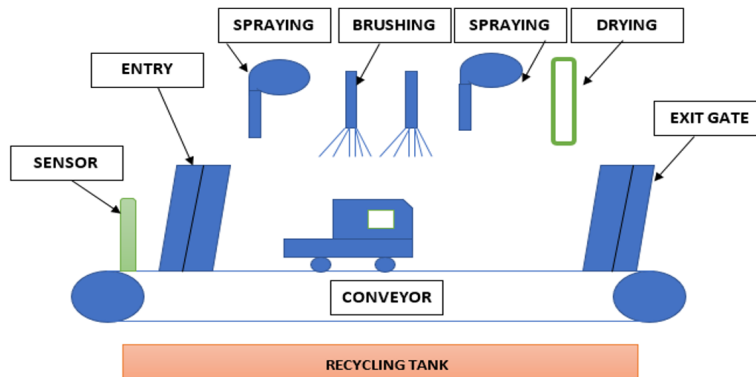 SPRAYING
BRUSHING
SPRAYING
DRYING
ENTRY
EXIT GATE
SENSOR
CONVEYOR
RECYCLING TANK